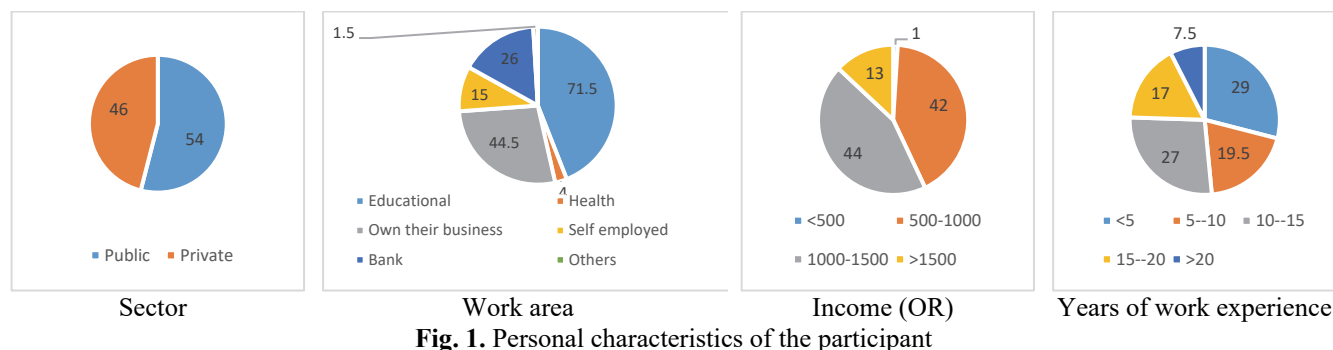 46
54
Public Private
1.5
26
71.5
15
44.5
4
Educational Health
Own their business Self employed
Bank Others
1
13
42
44
<500 500-1000
1000-1500 >1500
7.5
17
29
27
19.5
<5 5--10 10--15
15--20 >20
Sector Work area Income (OR) Years of work experience
Fig. 1. Personal characteristics of the participant